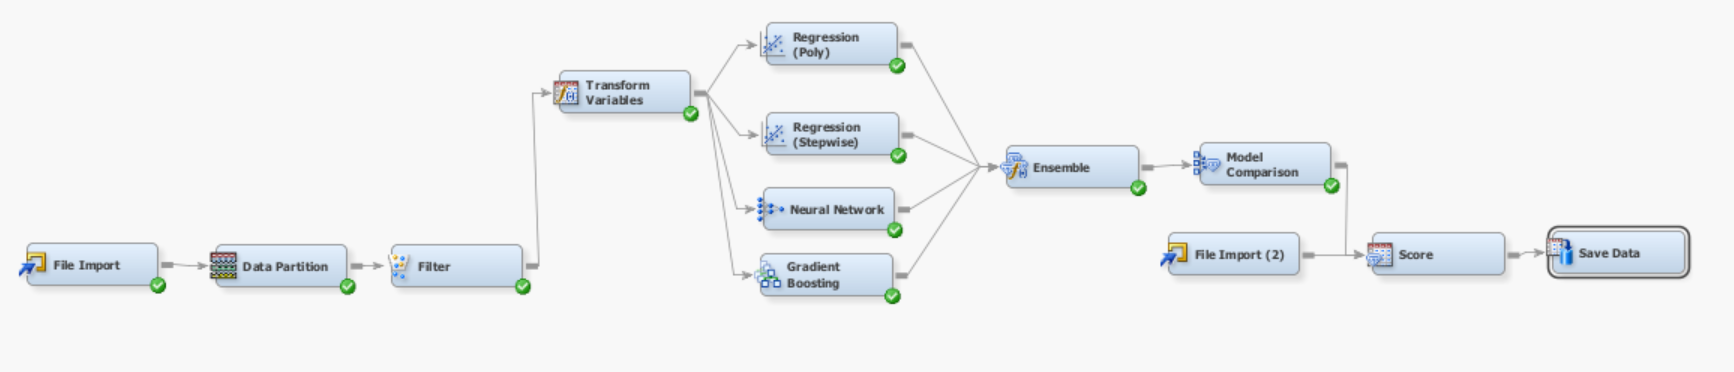 File Import
Data Partition
Filter
Transform
Variables
Regression
(Poly)
Regression
(Stepwise)
Neural Network
Gradient
Boosting
Ensemble
Model
Comparison
File Import (2)
Score
Save Data